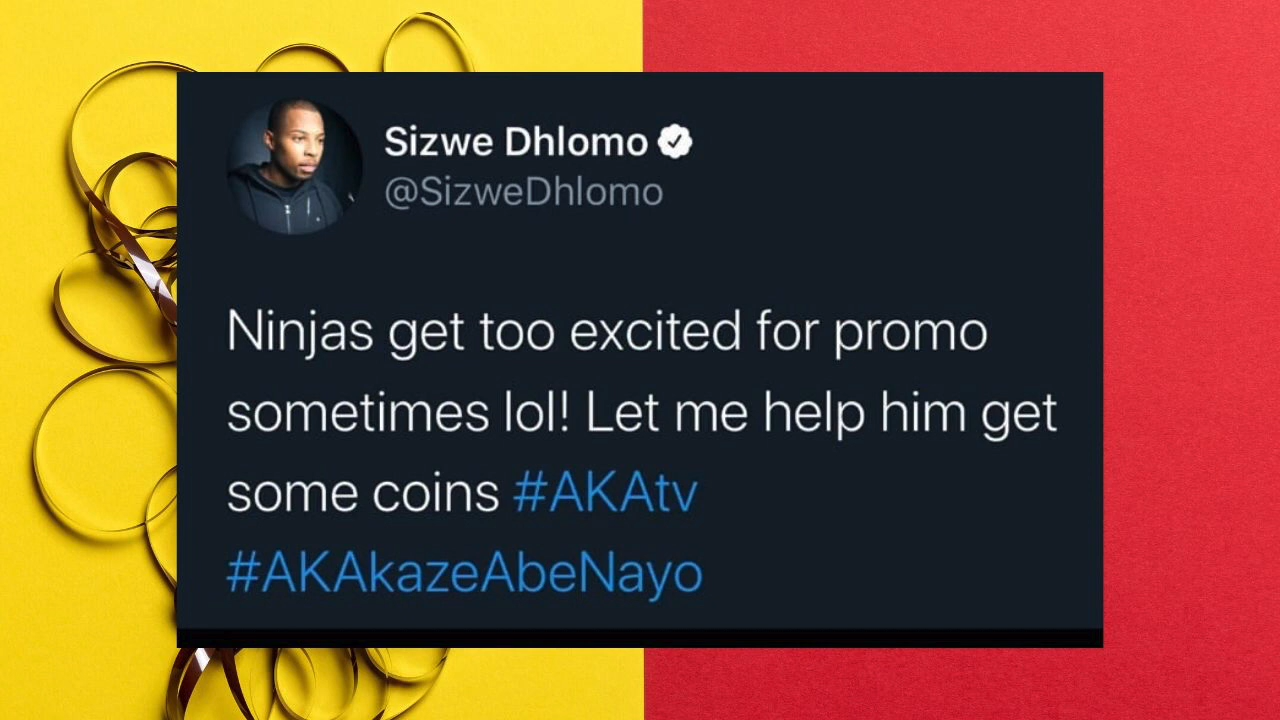 Sizwe Dhlomo
@SizweDhlomo
Ninjas get too excited for promo
sometimes lol! Let me help him get
some coins #AKAtv
#AKAkazeAbeNayo